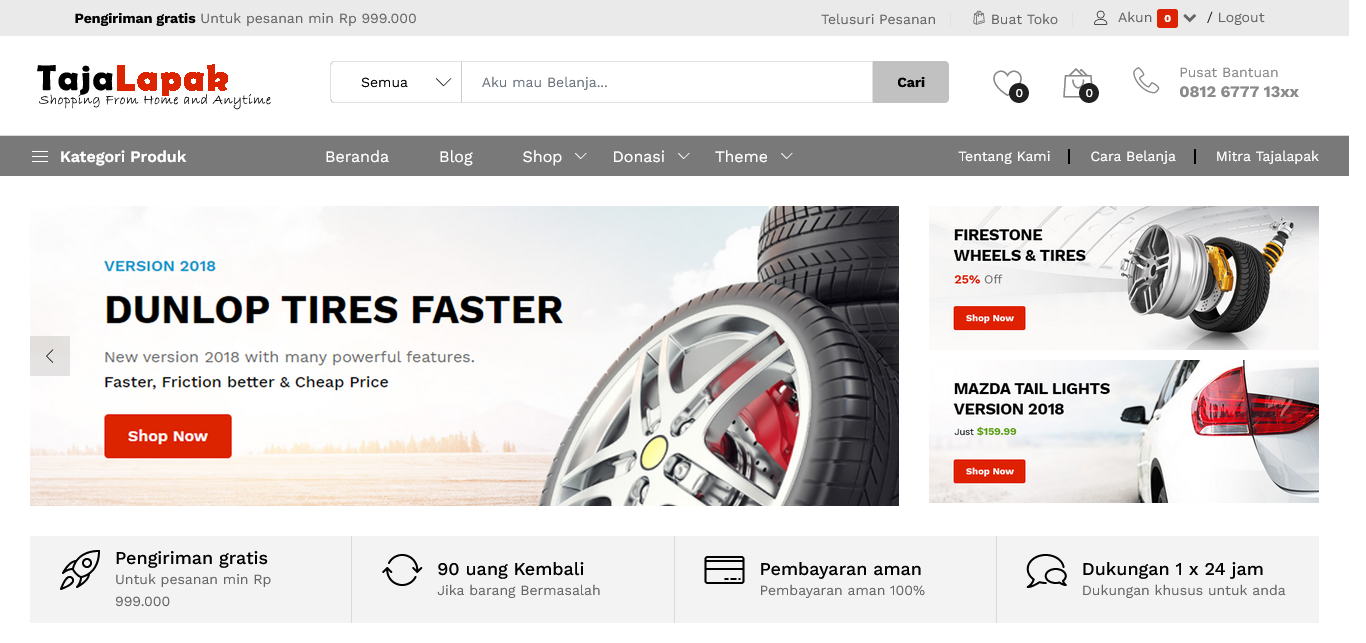 Pengiriman gratis Untuk pesanan min Rp 999.000
Telusuri Pesanan
Buat Toko
Akun 0 / Logout
TajaLapak
Shopping From Home and Anytime
Semua
Aku mau Belanja...
Cari
0
0
Pusat Bantuan
0812 6777 13xx
Kategori Produk
Beranda
Blog
Shop
Donasi
Theme
Tentang Kami
Cara Belanja
Mitra Tajalapak
VERSION 2018
DUNLOP TIRES FASTER
New version 2018 with many powerful features.
Faster, Friction better & Cheap Price
Shop Now
FIRESTONE
WHEELS & TIRES
25% Off
Shop Now
MAZDA TAIL LIGHTS
VERSION 2018
Just $159.99
Shop Now
Pengiriman gratis
Untuk pesanan min Rp
999.000
90 uang Kembali
Jika barang Bermasalah
Pembayaran aman
Pembayaran aman 100%
Dukungan 1 x 24 jam
Dukungan khusus untuk anda